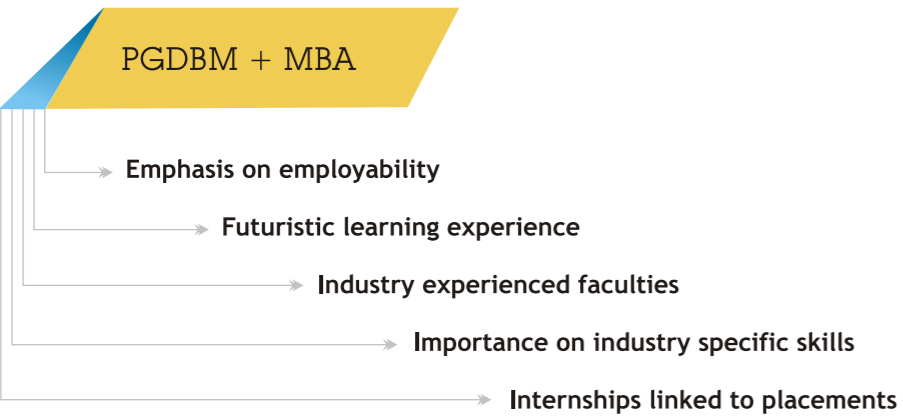 PGDBM + MBA
Emphasis on employability
Futuristic learning experience
Industry experienced faculties
Importance on industry specific skills
Internships linked to placements